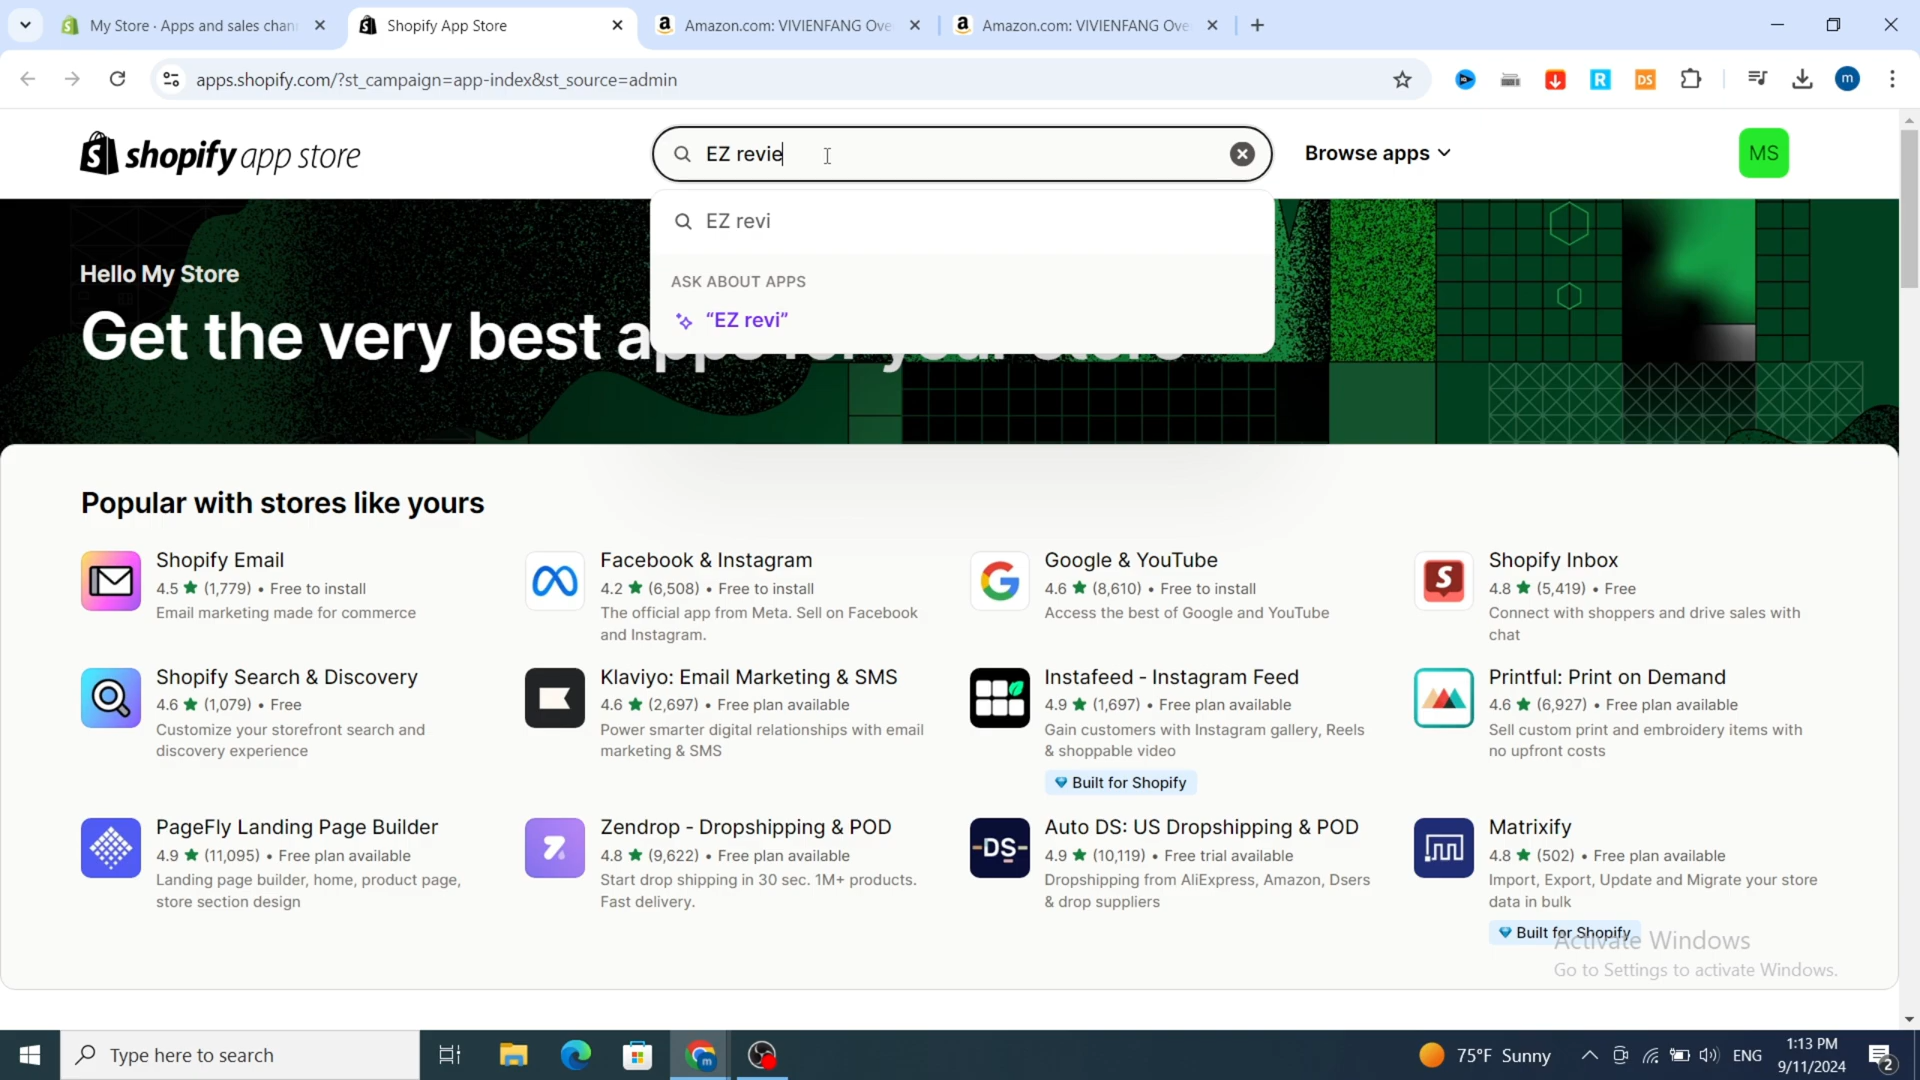 My Store · Apps and sales chan
Shopify App Store
Amazon.com: VIVIENFANG Ove
Amazon.com: VIVIENFANG Ove
apps.shopify.com/?st_campaign=app-index&st_source=admin
R
DS
m
shopify app store
EZ revie
Browse apps
MS
EZ revi
ASK ABOUT APPS
“EZ revi”
Hello My Store
Get the very best apps for your store
Popular with stores like yours
Shopify Email
4.5 ★ (1,779) • Free to install
Email marketing made for commerce
Facebook & Instagram
4.2 ★ (6,508) • Free to install
The official app from Meta. Sell on Facebook
and Instagram.
Google & YouTube
4.6 ★ (8,610) • Free to install
Access the best of Google and YouTube
Shopify Inbox
4.8 ★ (5,419) • Free
Connect with shoppers and drive sales with
chat
Shopify Search & Discovery
4.6 ★ (1,079) • Free
Customize your storefront search and
discovery experience
Klaviyo: Email Marketing & SMS
4.6 ★ (2,697) • Free plan available
Power smarter digital relationships with email
marketing & SMS
Instafeed - Instagram Feed
4.9 ★ (1,697) • Free plan available
Gain customers with Instagram gallery, Reels
& shoppable video
Built for Shopify
Printful: Print on Demand
4.6 ★ (6,927) • Free plan available
Sell custom print and embroidery items with
no upfront costs
PageFly Landing Page Builder
4.9 ★ (11,095) • Free plan available
Landing page builder, home, product page,
store section design
Zendrop - Dropshipping & POD
4.8 ★ (9,622) • Free plan available
Start drop shipping in 30 sec. 1M+ products.
Fast delivery.
-DS-
Auto DS: US Dropshipping & POD
4.9 ★ (10,119) • Free trial available
Dropshipping from AliExpress, Amazon, Dsers
& drop suppliers
Matrixify
4.8 ★ (502) • Free plan available
Import, Export, Update and Migrate your store
data in bulk
Built for Shopify
Activate Windows
Go to Settings to activate Windows.
Type here to search
75°F Sunny
ENG
1:13 PM
9/11/2024
2